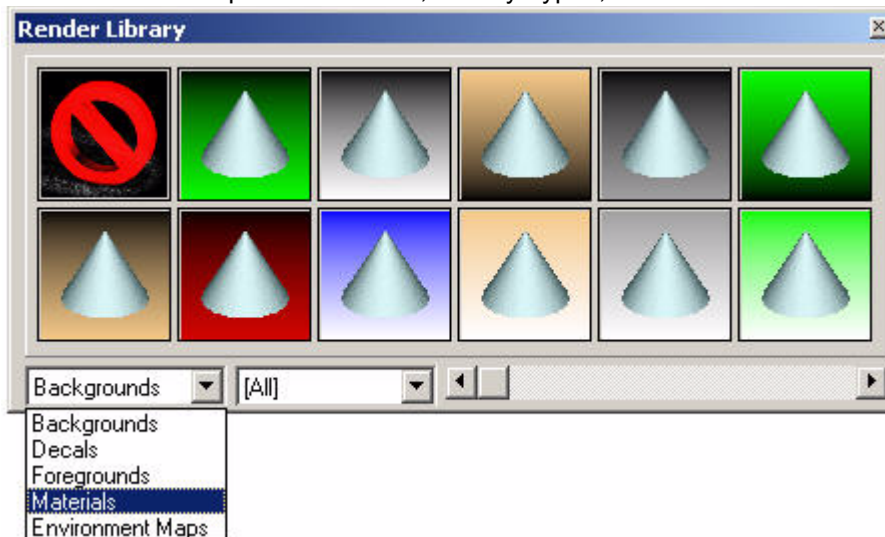 Render Library
Backgrounds [All]
Backgrounds
Decals
Foregrounds
Materials
Environment Maps